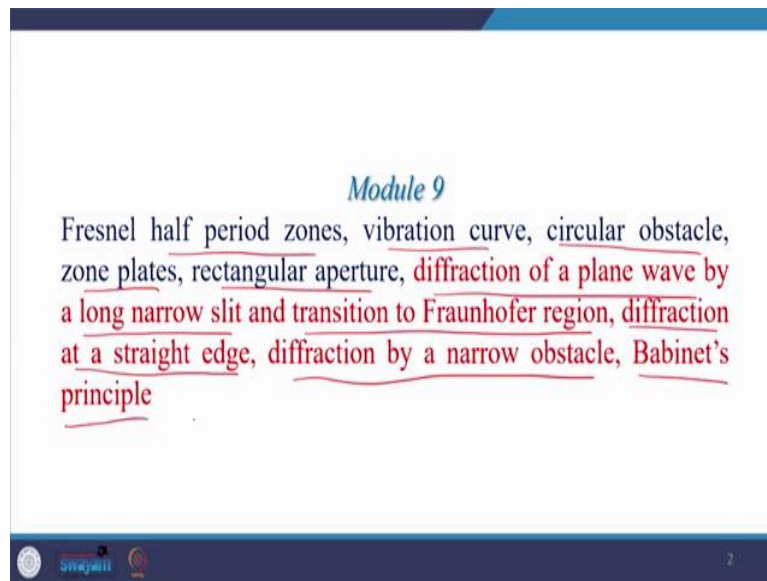 Module 9
Fresnel half period zones, vibration curve, circular obstacle,
zone plates, rectangular aperture, diffraction of a plane wave by
a long narrow slit and transition to Fraunhofer region, diffraction
at a straight edge, diffraction by a narrow obstacle, Babinet's
principle
swayam
2